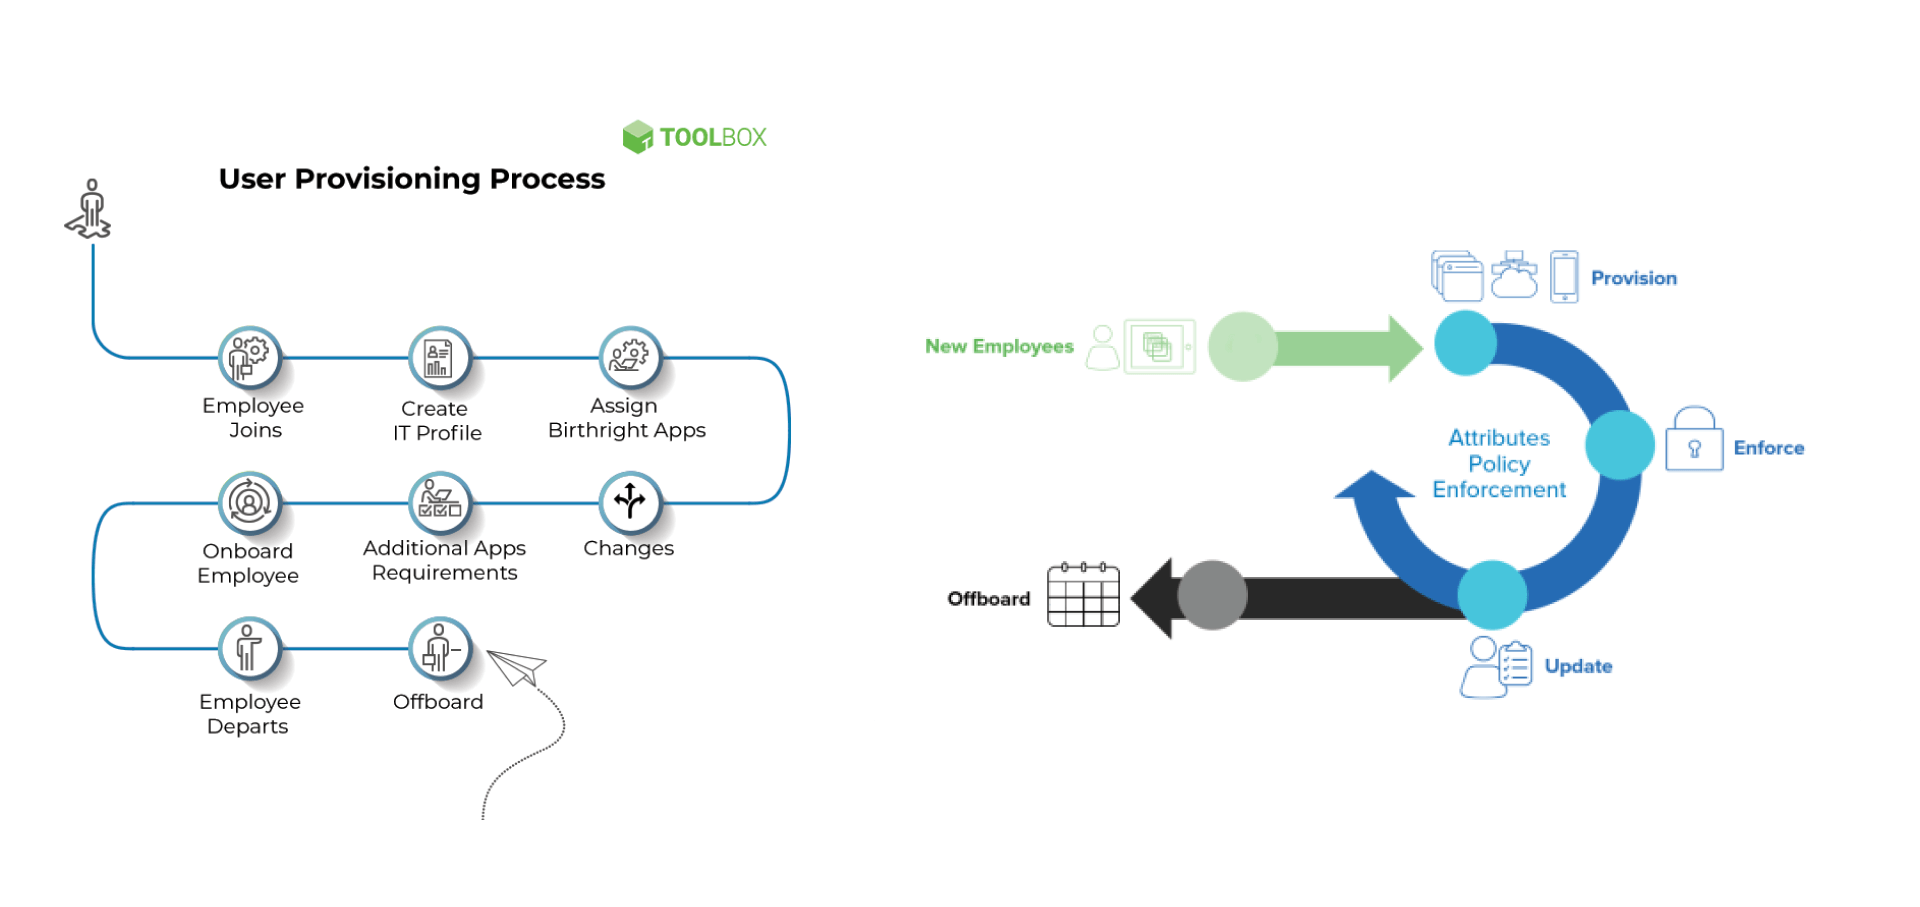 TOOLBOX
User Provisioning Process
Employee
Joins
Create
IT Profile
Assign
Birthright Apps
Onboard
Employee
Additional Apps
Requirements
Changes
Employee
Departs
Offboard
Provision
New Employees
Attributes
Policy
Enforcement
Enforce
Offboard
Update